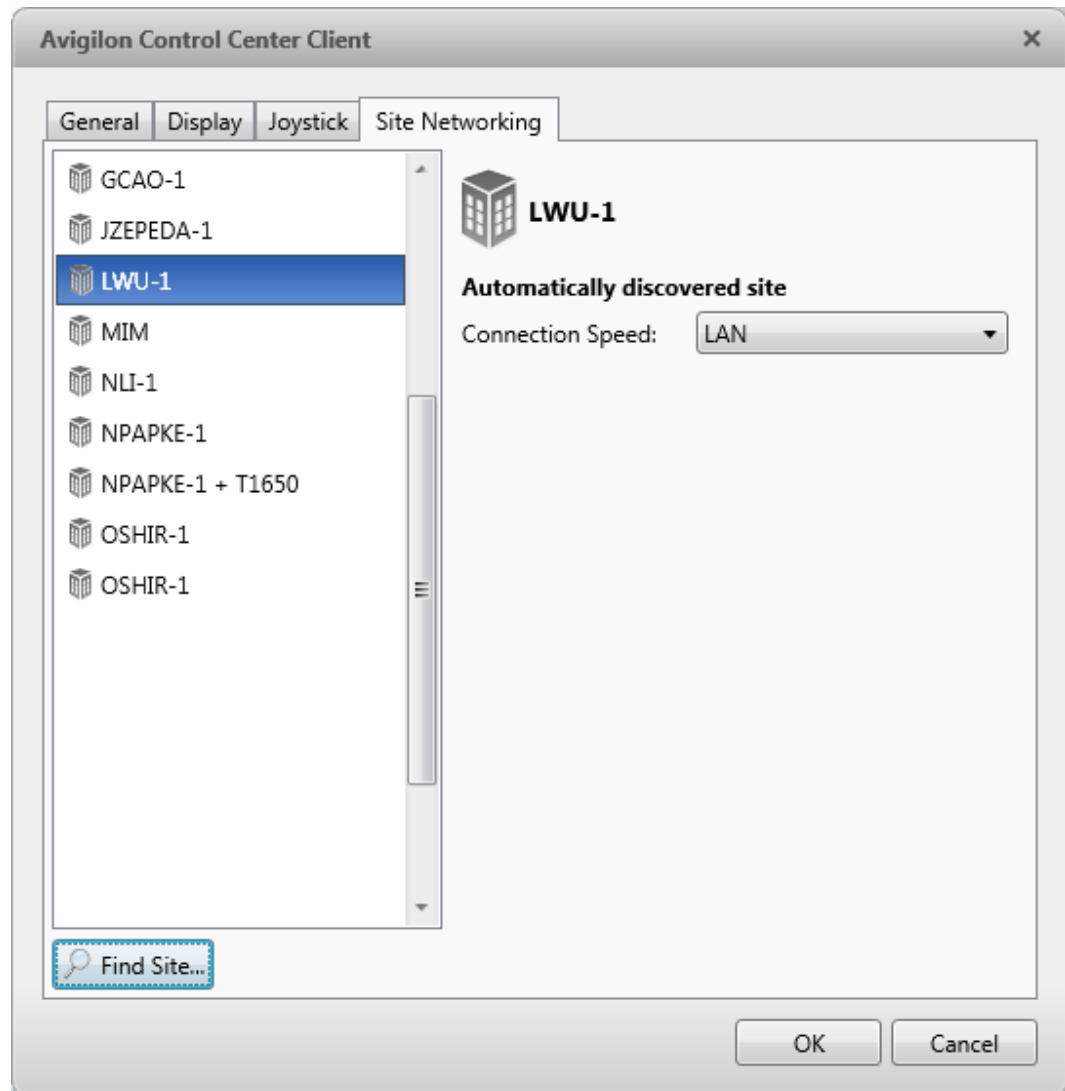 Avigilon Control Center Client
General Display Joystick Site Networking
GCAO-1
JZEPEDA-1
LWU-1
MIM
NLI-1
NPAPKE-1
NPAPKE-1 + T1650
OSHIR-1
OSHIR-1
LWU-1
Automatically discovered site
Connection Speed: LAN
Find Site...
OK Cancel